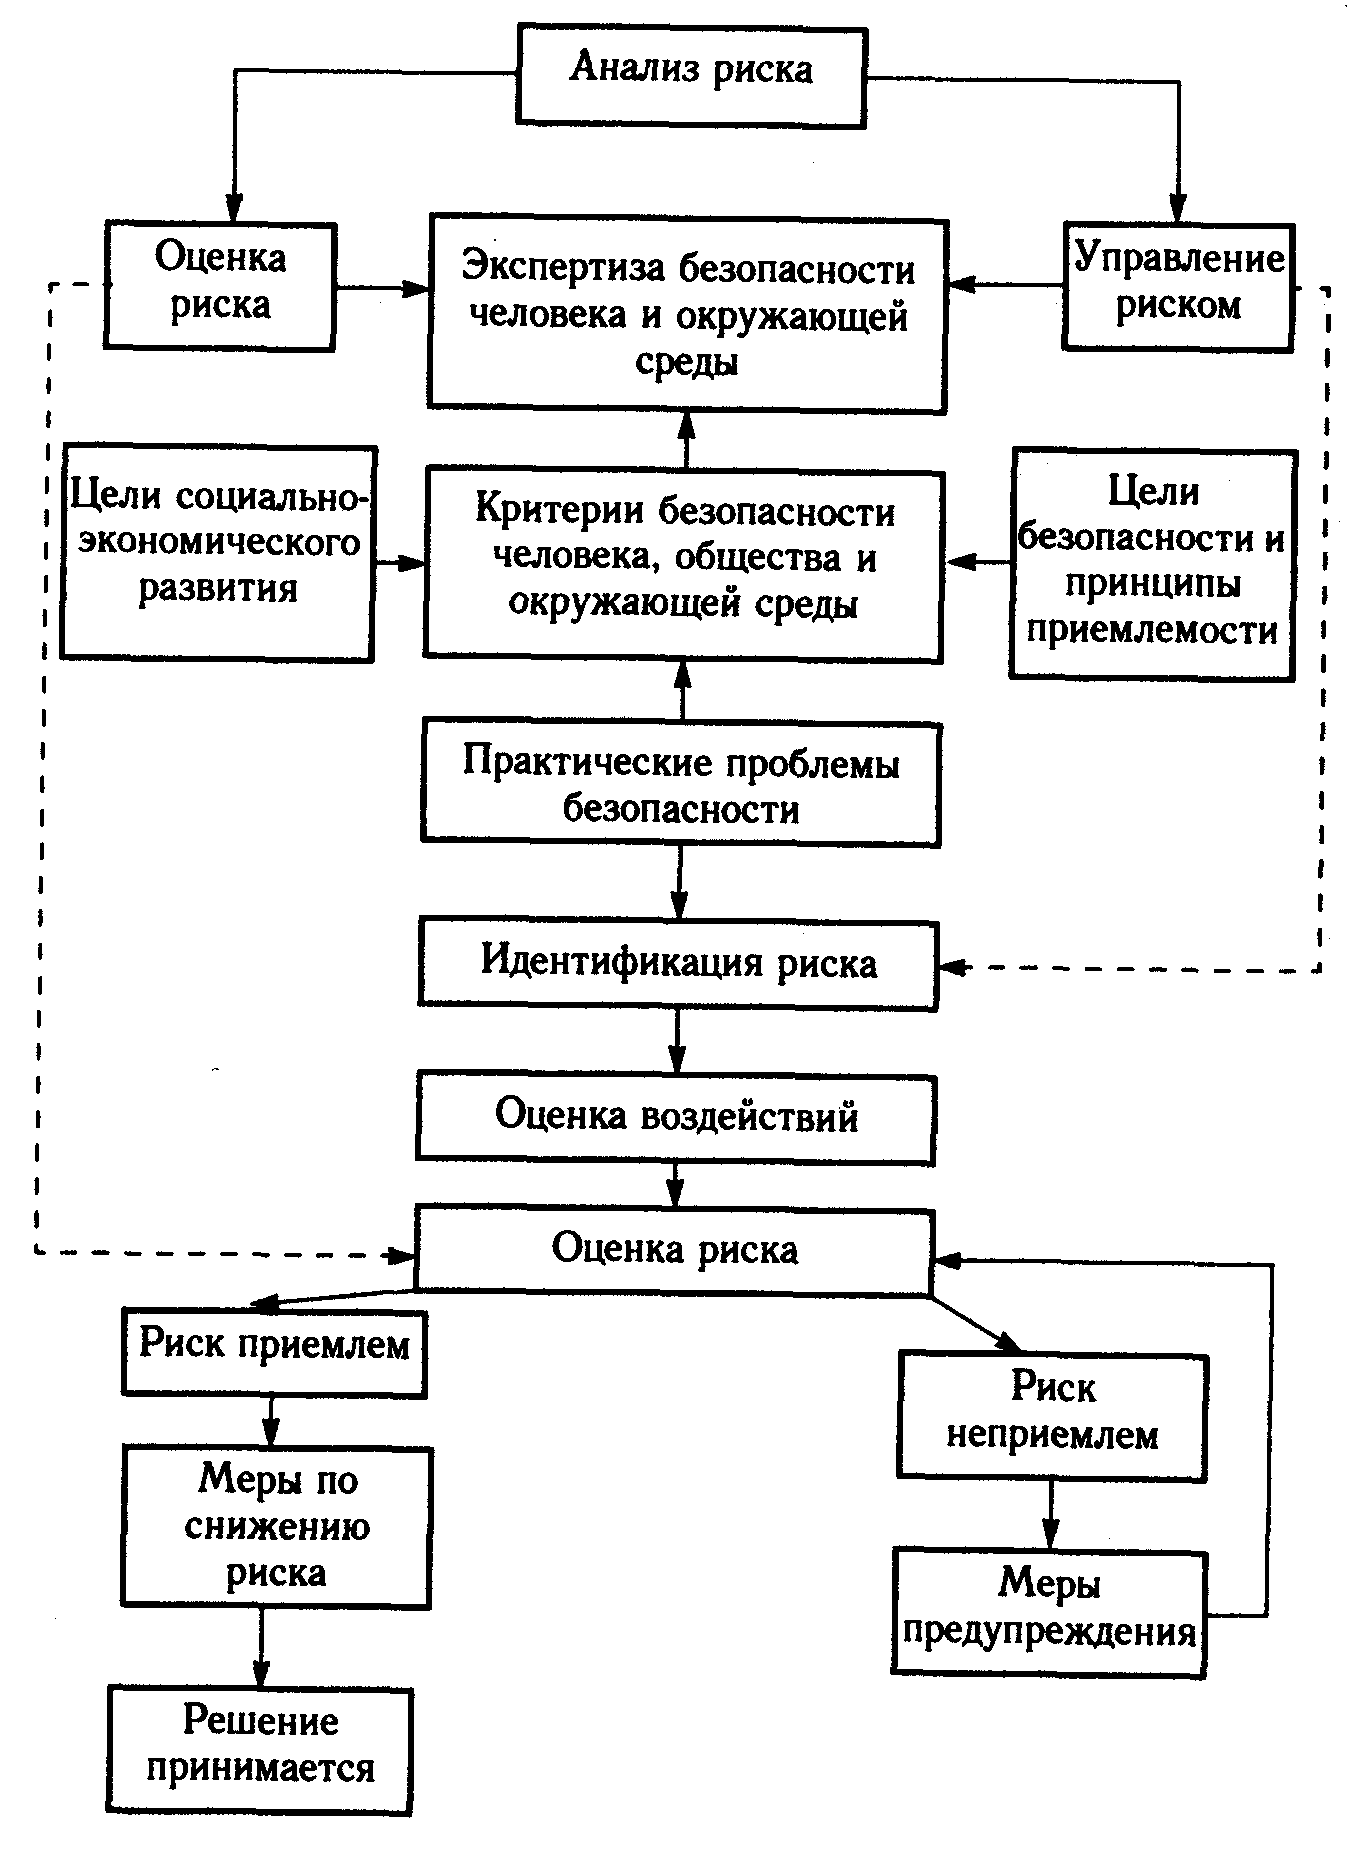 Анализ риска
Оценка
риска
Экспертиза безопасности
человека и окружающей
среды
Управление
риском
Цели социально-
экономического
развития
Критерии безопасности
человека, общества и
окружающей среды
Цели
безопасности и
принципы
приемлемости
Практические проблемы
безопасности
Идентификация риска
Оценка воздействий
Оценка риска
Риск приемлем
Риск
неприемлем
Меры по
снижению
риска
Меры
предупреждения
Решение
принимается